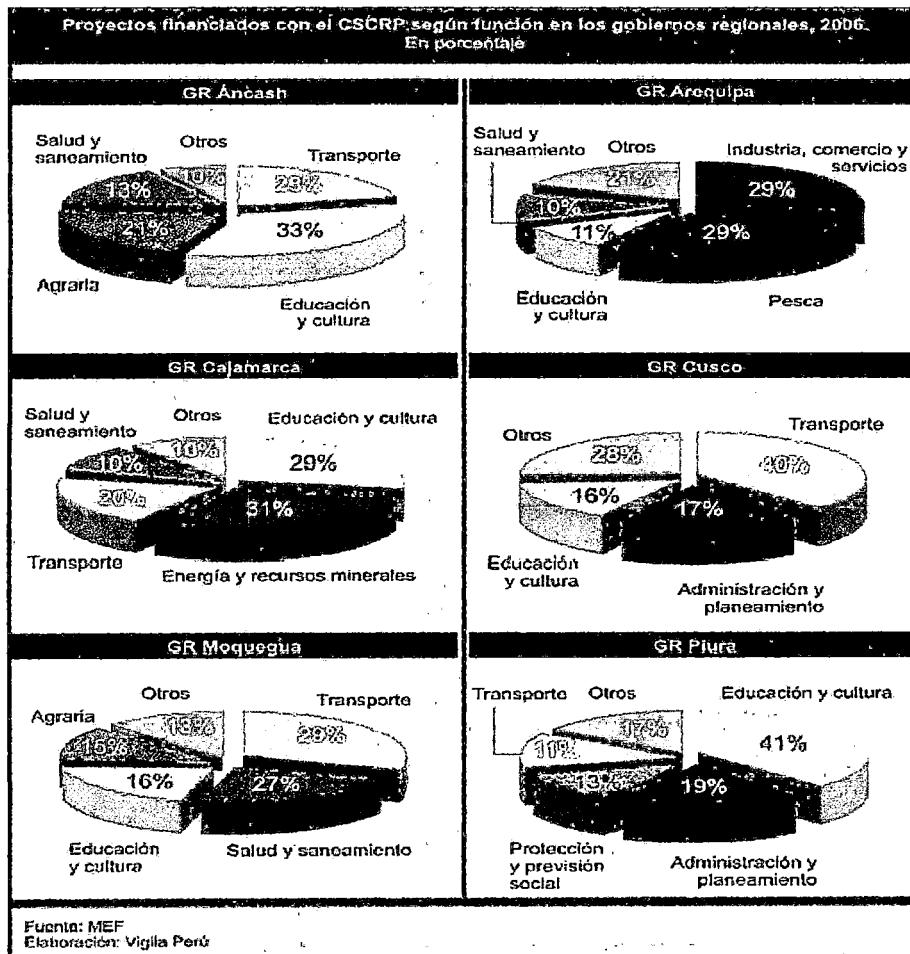 Proyectos financiados con el CSCRP según función en los gobiernos regionales, 2006.
En porcentaje
GR Áncash
Salud y
saneamiento
Otros
Transporte
13%
10%
21%
33%
Agraria
Educación
y cultura
GR Arequipa
Salud y
saneamiento
Otros
Industria, comercio y
servicios
21%
29%
10%
11%
29%
Educación
y cultura
Pesca
GR Cajamarca
Salud y
saneamiento
Otros
Educación y cultura
10%
29%
20%
31%
Transporte
Energía y recursos minerales
GR Cusco
Otros
Transporte
28%
40%
16%
17%
Educación
y cultura
Administración y
planeamiento
GR Moquegua
Agraria
Otros
Transporte
13%
15%
16%
27%
Educación
y cultura
Salud y saneamiento
GR Piura
Transporte
Otros
Educación y cultura
17%
11%
41%
13%
19%
Protección
y previsión
social
Administración y
planeamiento
Fuente: MEF
Elaboración: Vigila Perú